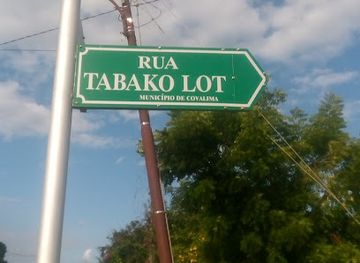 RUA
TABAKO LOT
MUNICÍPIO DE COVALIMA